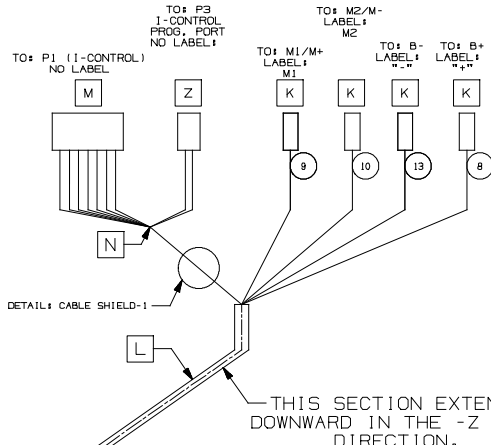 TO: P3
I-CONTROL
PROG. PORT
NO LABEL:
TO: M2/M-
LABEL:
M2
TO: P1 (I-CONTROL)
NO LABEL
TO: M1/M+
LABEL:
M1
TO: B-
LABEL:
"-"
TO: B+
LABEL:
"+"
M
Z
K
K
K
K
9
10
13
8
N
DETAIL: CABLE SHIELD-1
L
THIS SECTION EXTEN
DOWNWARD IN THE -Z
DIRECTION.